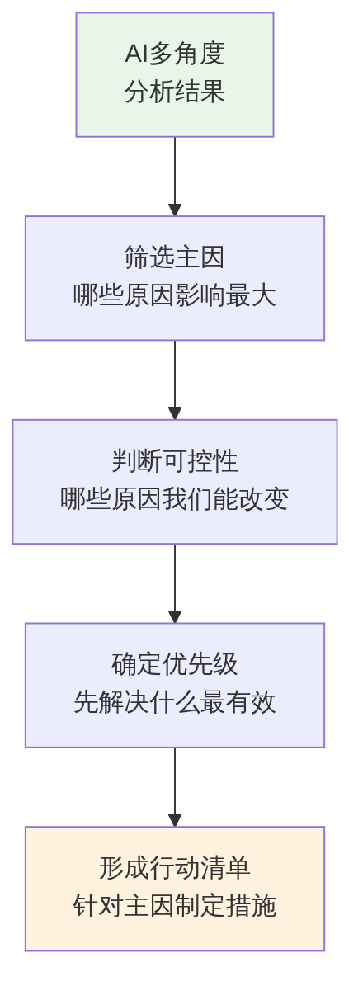 AI多角度
分析结果
筛选主因
哪些原因影响最大
判断可控性
哪些原因我们能改变
确定优先级
先解决什么最有效
形成行动清单
针对主因制定措施